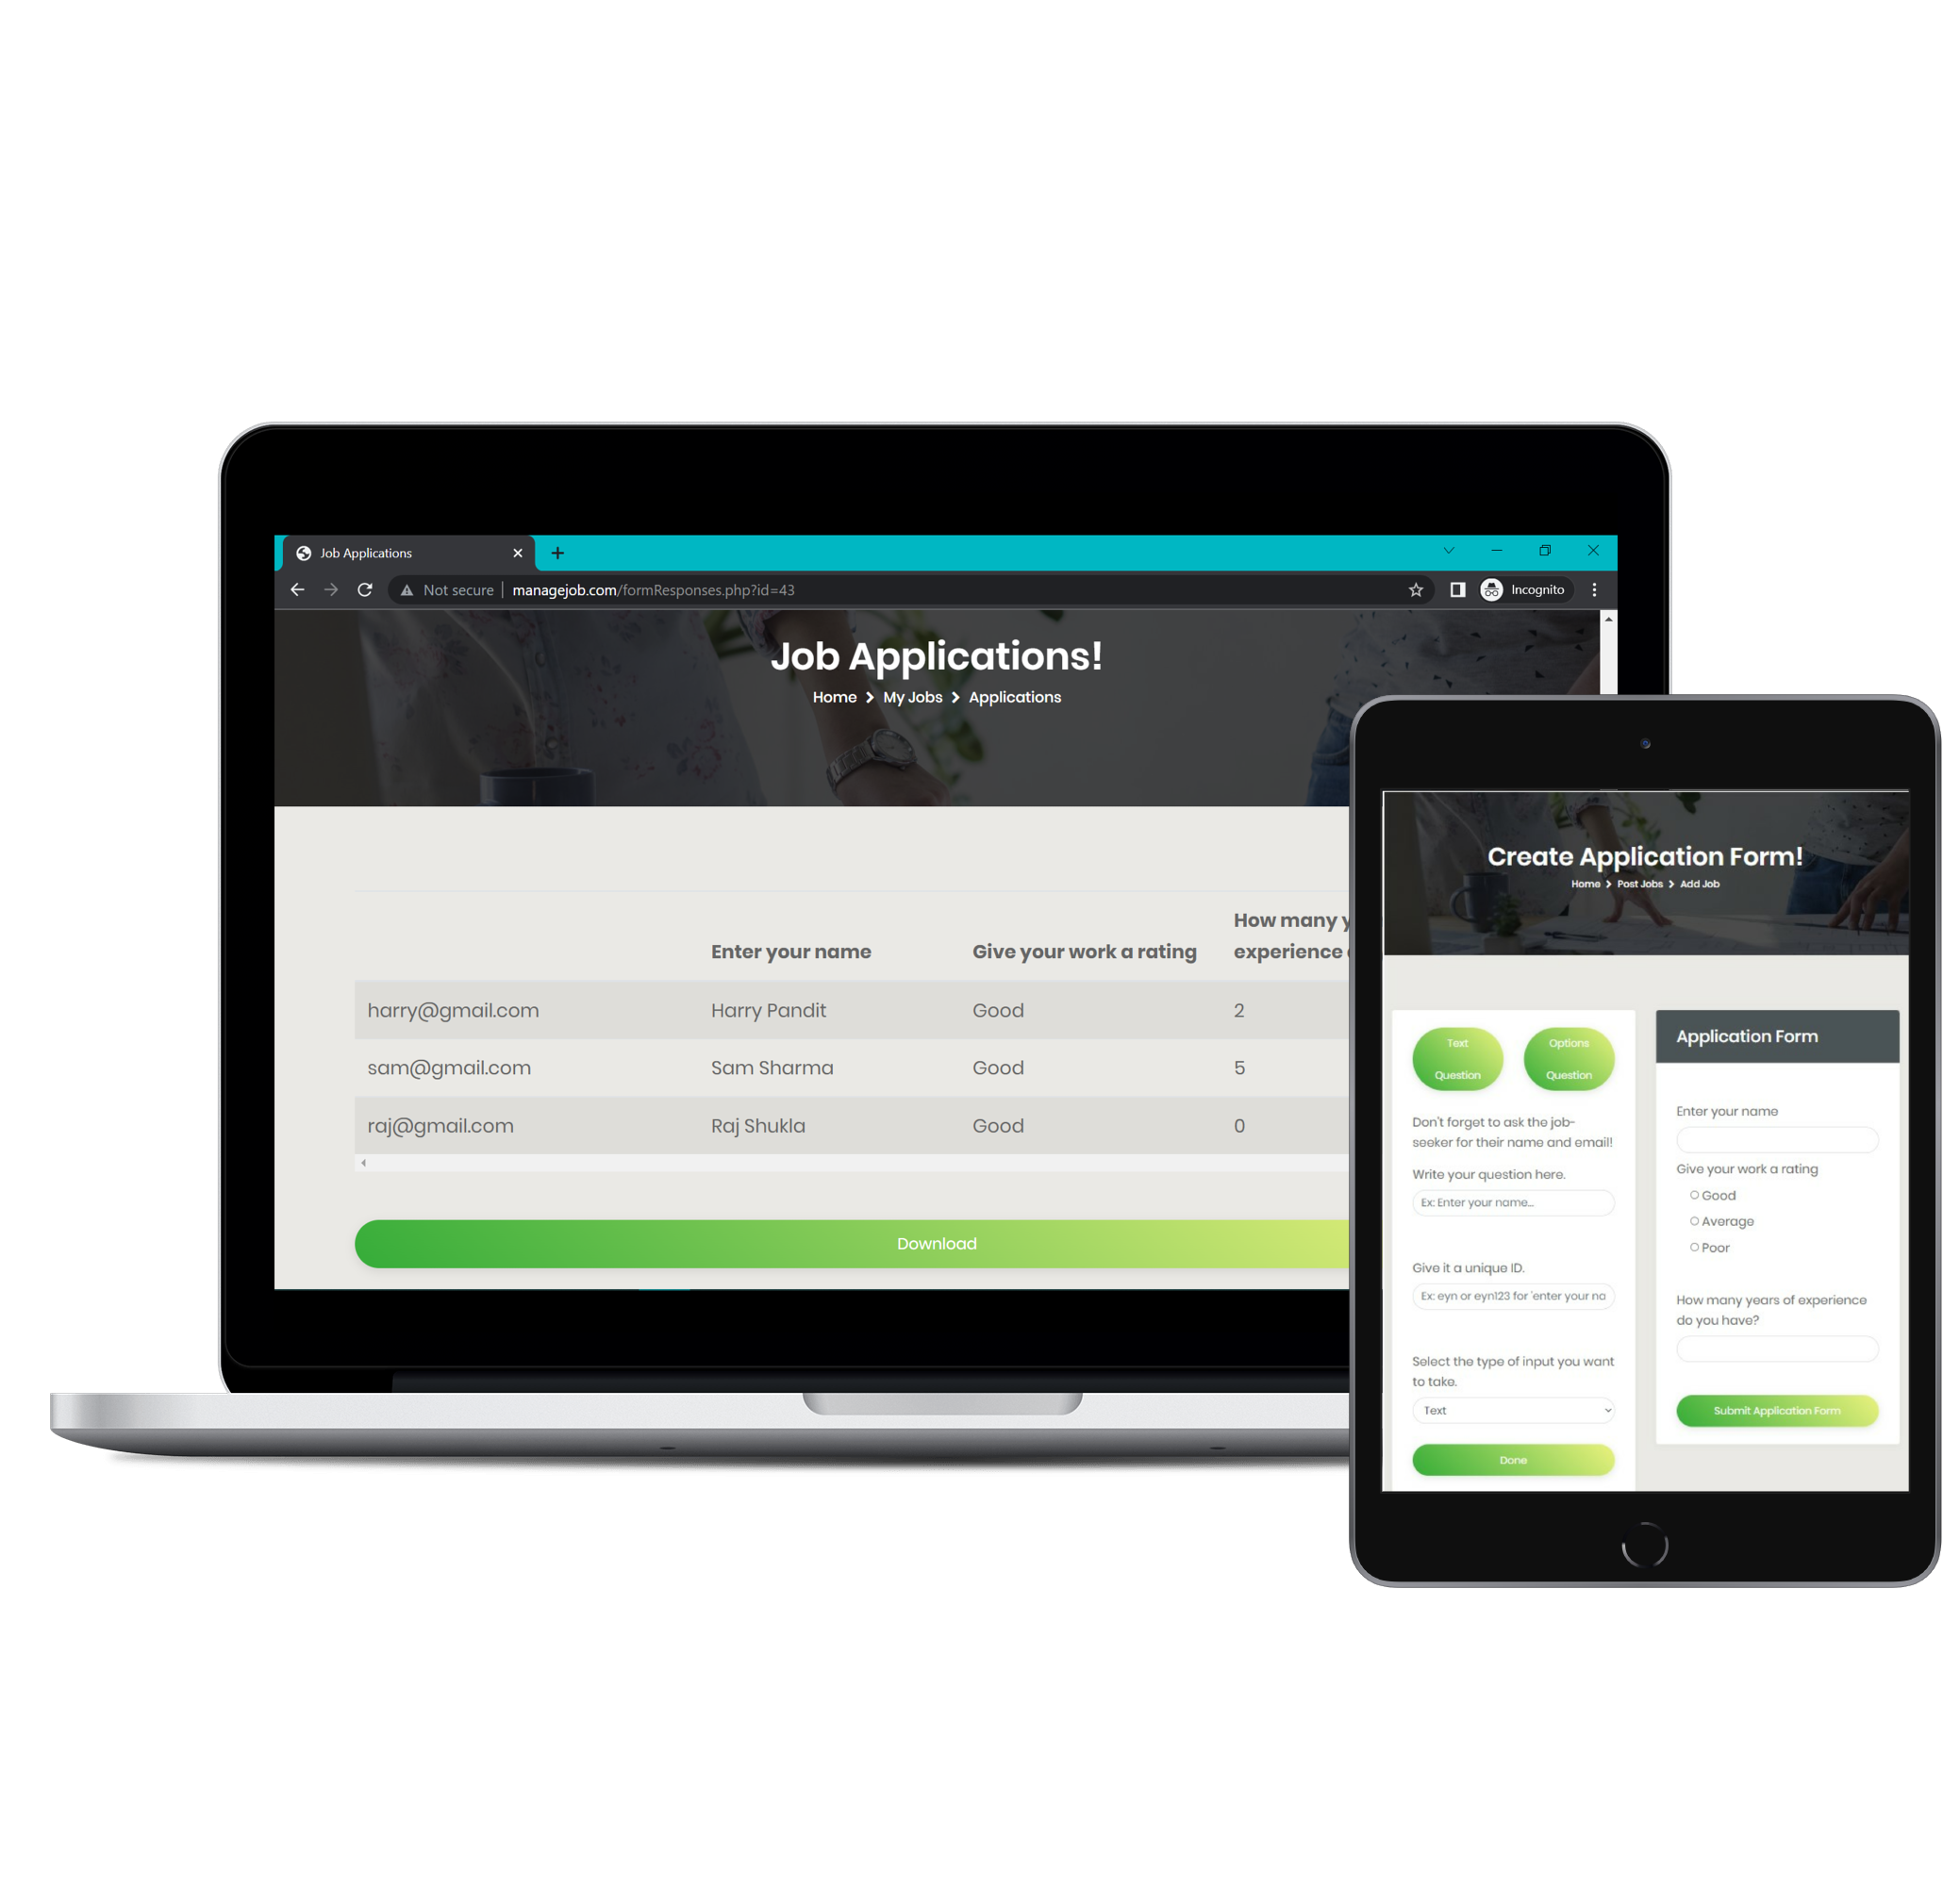 Job Applications
Not secure | managejob.com/formResponses.php?id=43
Incognito
Job Applications!
Home > My Jobs > Applications
How many
Enter your name Give your work a rating experience
harry@gmail.com Harry Pandit Good 2
sam@gmail.com Sam Sharma Good 5
raj@gmail.com Raj Shukla Good 0
Download
Create Application Form!
Home > Post Jobs > Add Job
Text
Question
Options
Question
Don't forget to ask the job-
seeker for their name and email!
Write your question here.
Ex: Enter your name...
Give it a unique ID.
Ex: eyn or eyn123 for 'enter your na
Select the type of input you want
to take.
Text
Done
Application Form
Enter your name
Give your work a rating
Good
Average
Poor
How many years of experience
do you have?
Submit Application Form